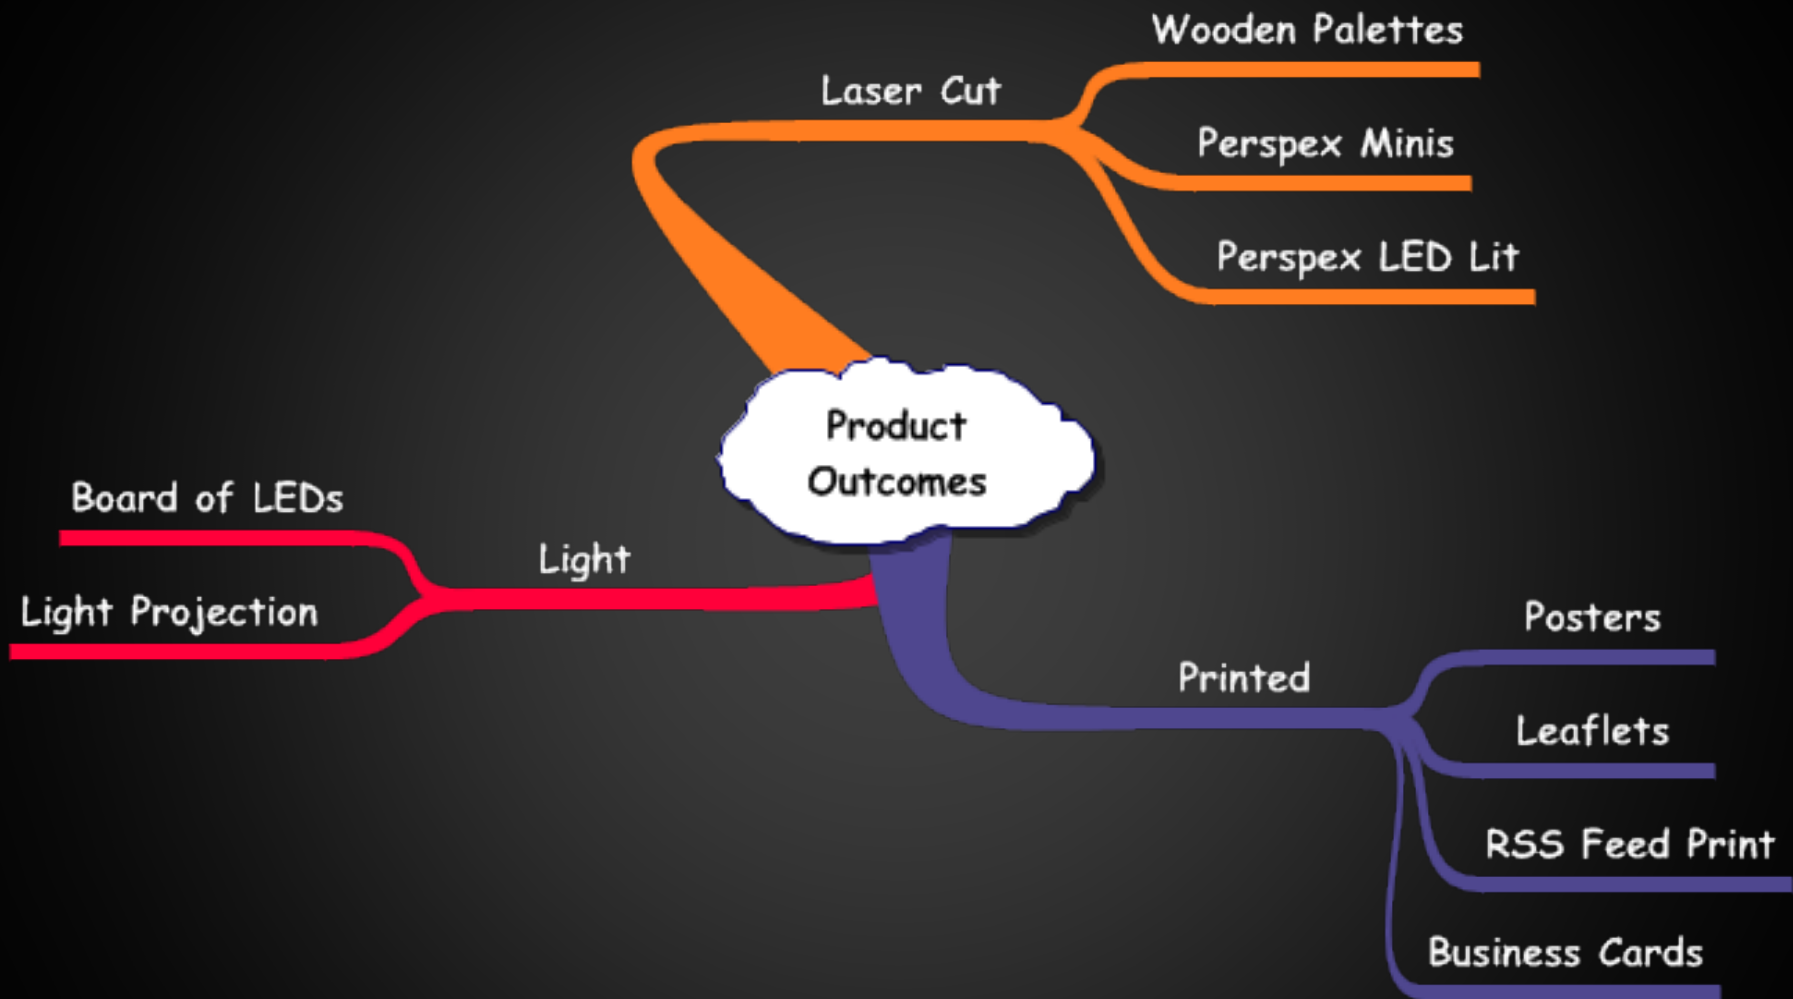 Wooden Palettes
Laser Cut
Perspex Minis
Perspex LED Lit
Product
Outcomes
Board of LEDs
Light
Light Projection
Printed
Posters
Leaflets
RSS Feed Print
Business Cards